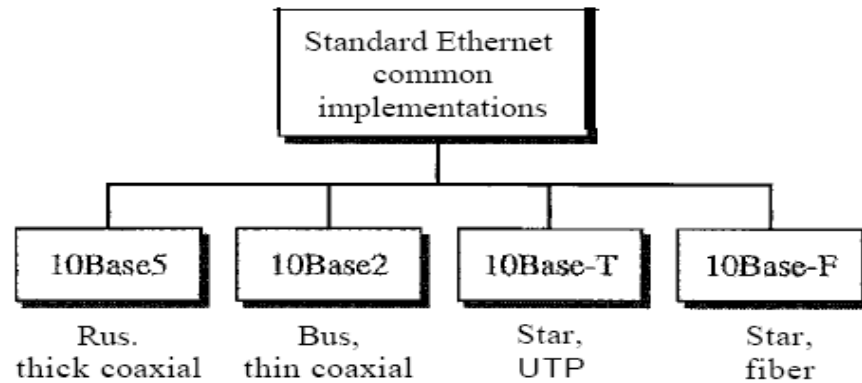 Standard Ethernet
common
implementations
10Base5
10Base2
10Base-T
10Base-F
Rus.
thick coaxial
Bus,
thin coaxial
Star,
UTP
Star,
fiber